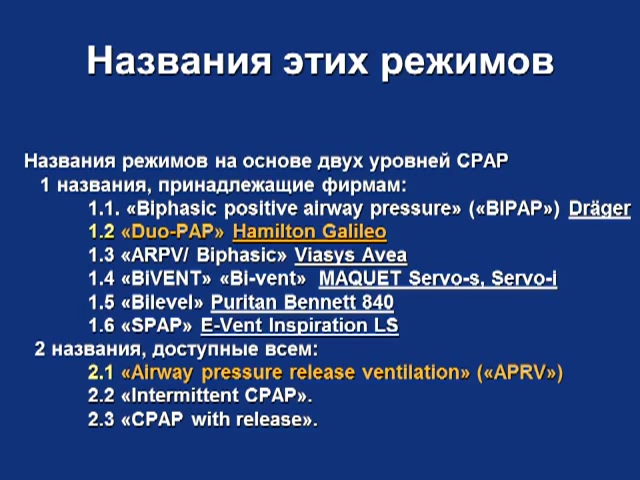 Названия этих режимов
Названия режимов на основе двух уровней CPAP
1 названия, принадлежащие фирмам:
1.1. «Biphasic positive airway pressure» («BIPAP») Dräger
1.2 «Duo-PAP» Hamilton Galileo
1.3 «ARPV/ Biphasic» Viasys Avea
1.4 «BiVENT» «Bi-vent» MAQUET Servo-s, Servo-i
1.5 «Bilevel» Puritan Bennett 840
1.6 «SPAP» E-Vent Inspiration LS
2 названия, доступные всем:
2.1 «Airway pressure release ventilation» («APRV»)
2.2 «Intermittent CPAP».
2.3 «CPAP with release».